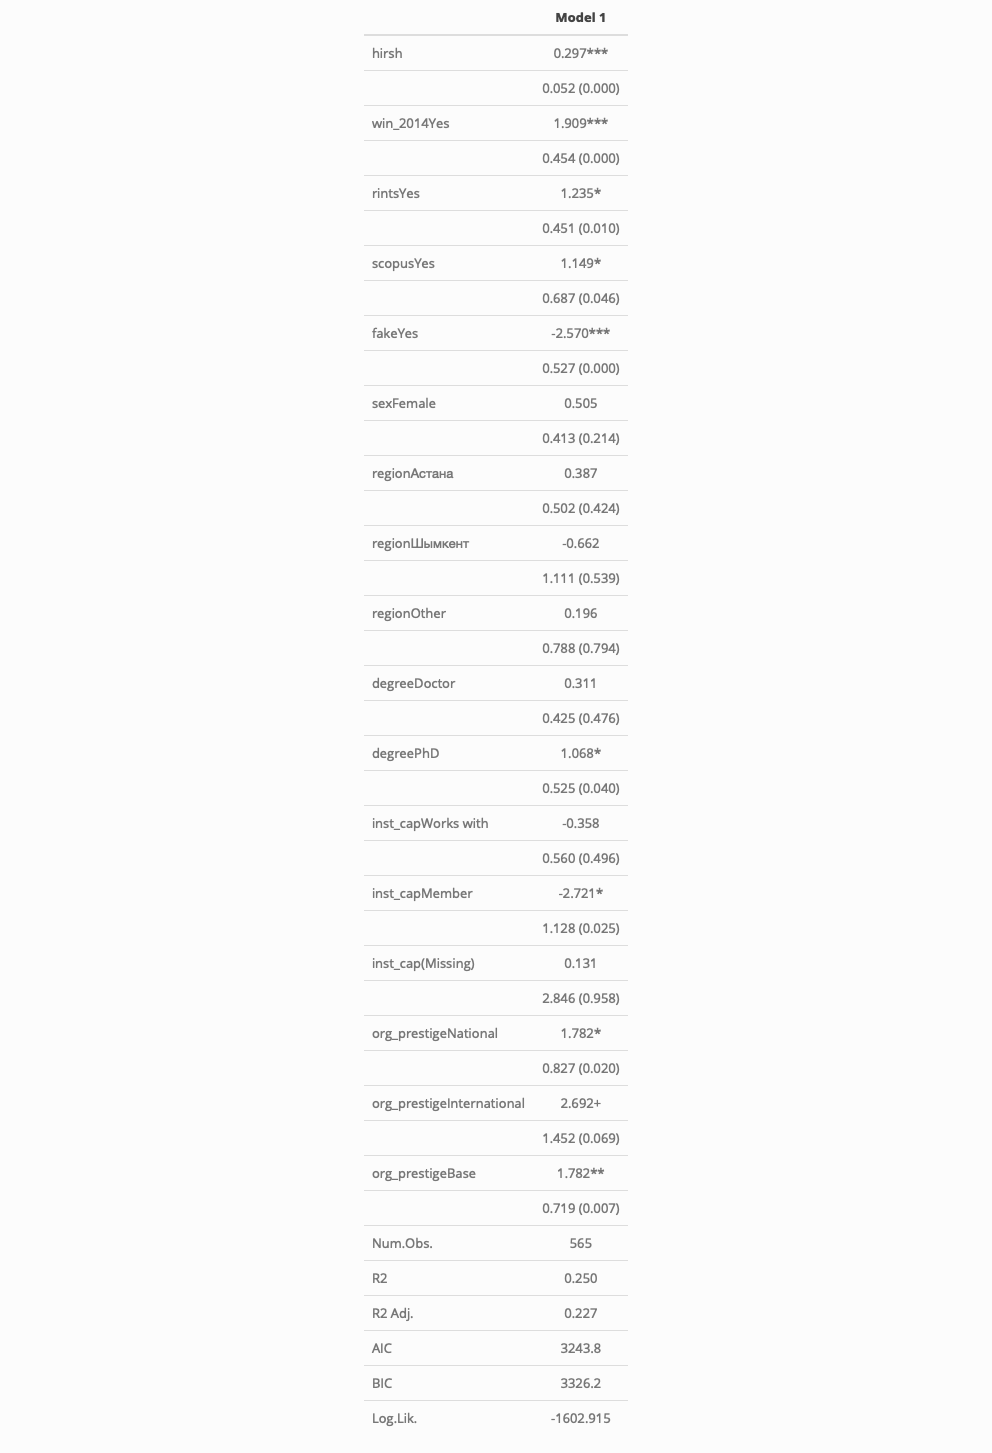 Model 1
hirsh 0.297***
0.052 (0.000)
win_2014Yes 1.909***
0.454 (0.000)
rintsYes 1.235*
0.451 (0.010)
scopusYes 1.149*
0.687 (0.046)
fakeYes -2.570***
0.527 (0.000)
sexFemale 0.505
0.413 (0.214)
regionАстана 0.387
0.502 (0.424)
regionШымкент -0.662
1.111 (0.539)
regionOther 0.196
0.788 (0.794)
degreeDoctor 0.311
0.425 (0.476)
degreePhD 1.068*
0.525 (0.040)
inst_capWorks with -0.358
0.560 (0.496)
inst_capMember -2.721*
1.128 (0.025)
inst_cap(Missing) 0.131
2.846 (0.958)
org_prestigeNational 1.782*
0.827 (0.020)
org_prestigeInternational 2.692+
1.452 (0.069)
org_prestigeBase 1.782**
0.719 (0.007)
Num.Obs. 565
R2 0.250
R2 Adj. 0.227
AIC 3243.8
BIC 3326.2
Log.Lik. -1602.915